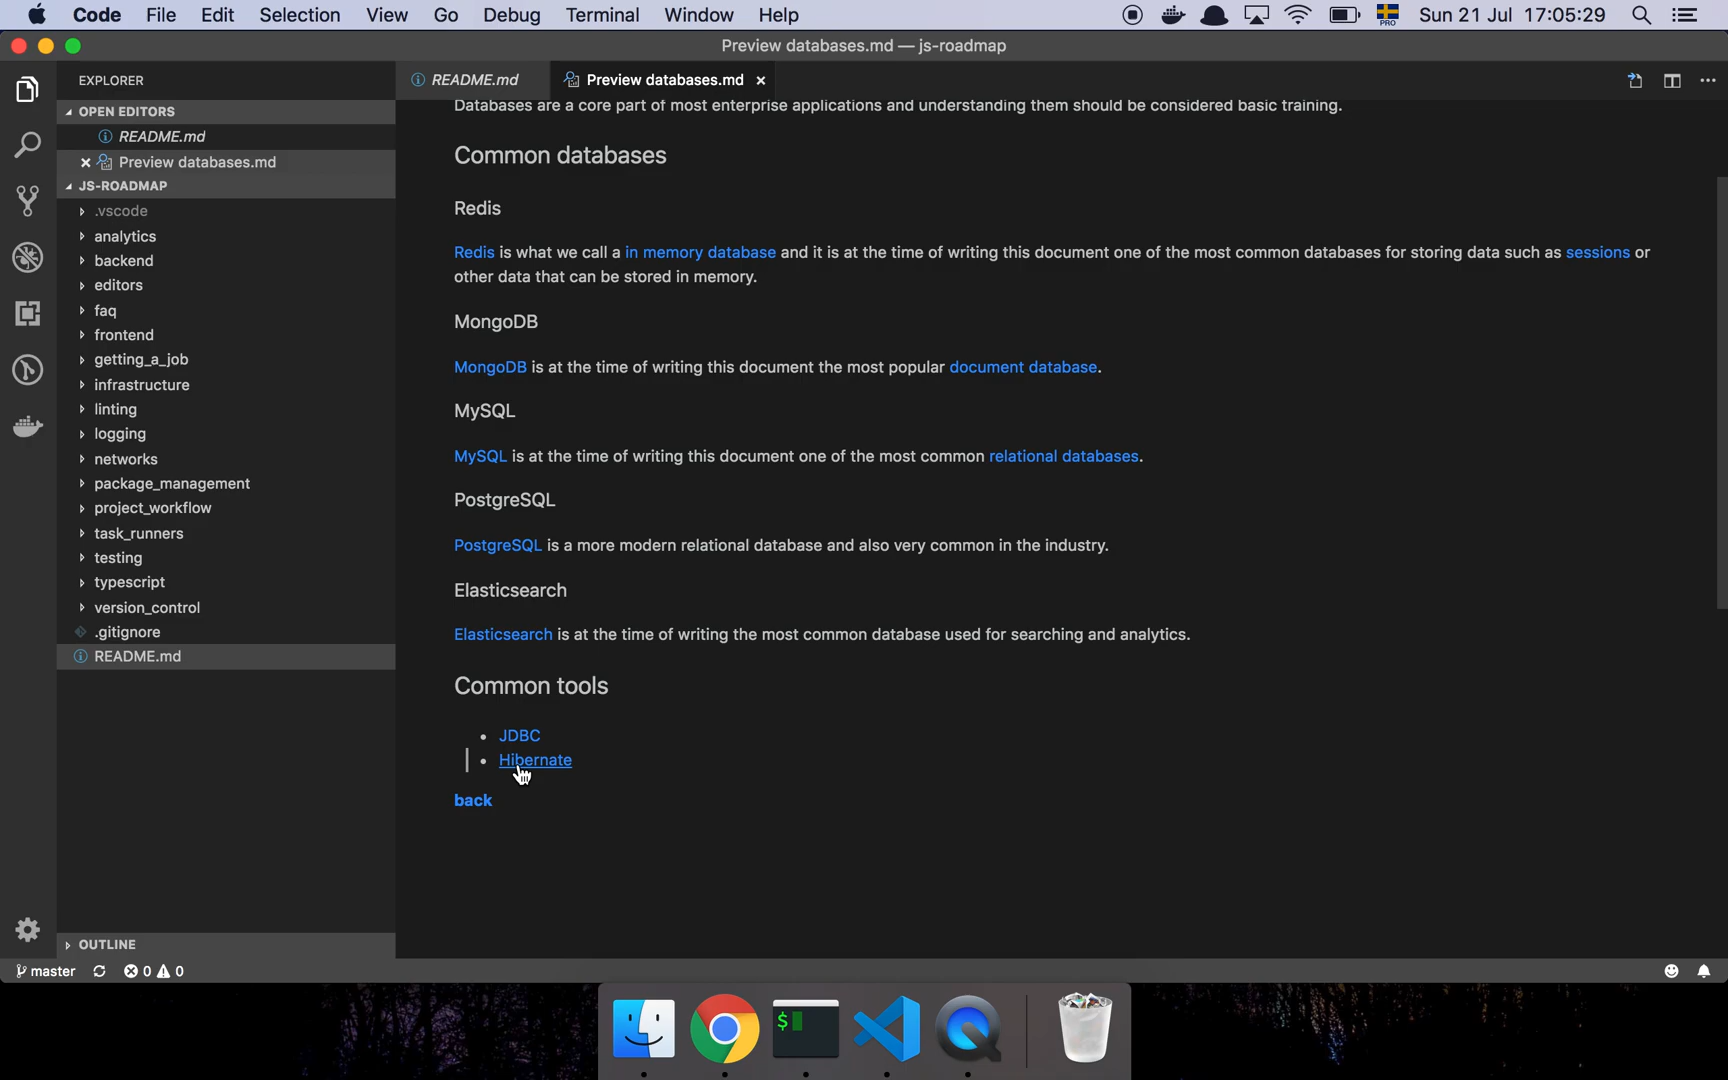 Code File Edit Selection View Go Debug Terminal Window Help PRO Sun 21 Jul 17:05:29
Preview databases.md — js-roadmap
EXPLORER
OPEN EDITORS
README.md
Preview databases.md
JS-ROADMAP
.vscode
analytics
backend
editors
faq
frontend
getting_a_job
infrastructure
linting
logging
networks
package_management
project_workflow
task_runners
testing
typescript
version_control
.gitignore
README.md
OUTLINE
README.md Preview databases.md
Databases are a core part of most enterprise applications and understanding them should be considered basic training.
Common databases
Redis
Redis is what we call a in memory database and it is at the time of writing this document one of the most common databases for storing data such as sessions or
other data that can be stored in memory.
MongoDB
MongoDB is at the time of writing this document the most popular document database.
MySQL
MySQL is at the time of writing this document one of the most common relational databases.
PostgreSQL
PostgreSQL is a more modern relational database and also very common in the industry.
Elasticsearch
Elasticsearch is at the time of writing the most common database used for searching and analytics.
Common tools
• JDBC
• Hibernate
back
master 0 0
$